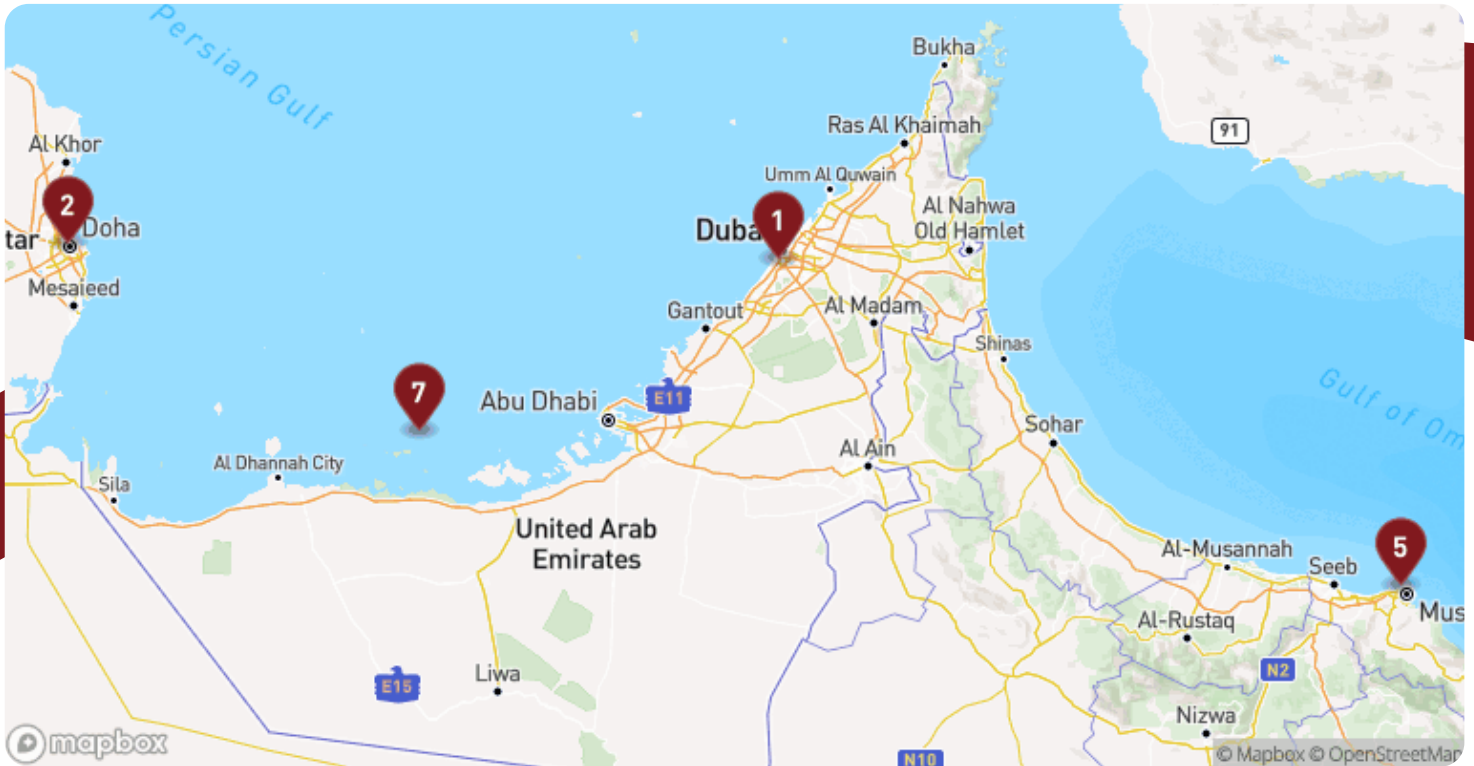 Persian Gulf
Bukha
91
Ras Al Khaimah
Al Khor
Umm Al Quwain
2
Doha
tar
1
Duba
Al Nahwa
Old Hamlet
Mesaieed
Gantout
Al Madam
Shinas
7
Abu Dhabi
E11
Gulf of Om
Sohar
Al Ain
Al Dhannah City
Sila
United Arab
Emirates
5
Al-Musannah
Seeb
Mus
Al-Rustaq
Liwa
E15
N2
Nizwa
mapbox
N10
© Mapbox © OpenStreetMap